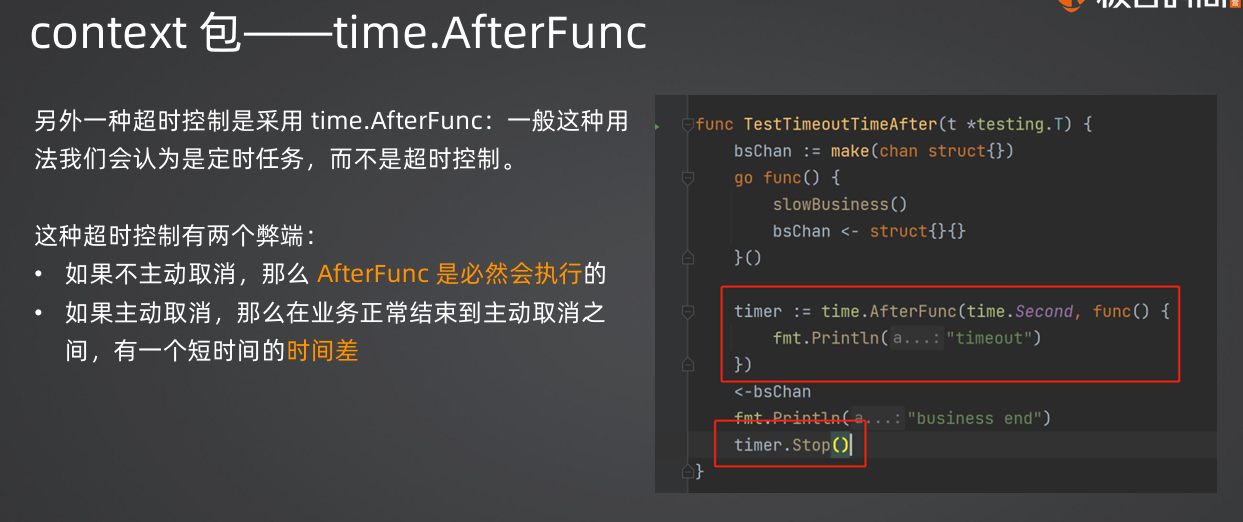 context 包——time.AfterFunc
另外一种超时控制是采用 time.AfterFunc：一般这种用
法我们会认为是定时任务，而不是超时控制。
这种超时控制有两个弊端：
• 如果不主动取消，那么 AfterFunc 是必然会执行的
• 如果主动取消，那么在业务正常结束到主动取消之
间，有一个短时间的时间差
func TestTimeoutTimeAfter(t *testing.T) {
bsChan := make(chan struct{})
go func() {
slowBusiness()
bsChan <- struct{}{}
}()
timer := time.AfterFunc(time.Second, func() {
fmt.Println( a...: "timeout")
})
<-bsChan
fmt.Println( a...: "business end")
timer.Stop()
}